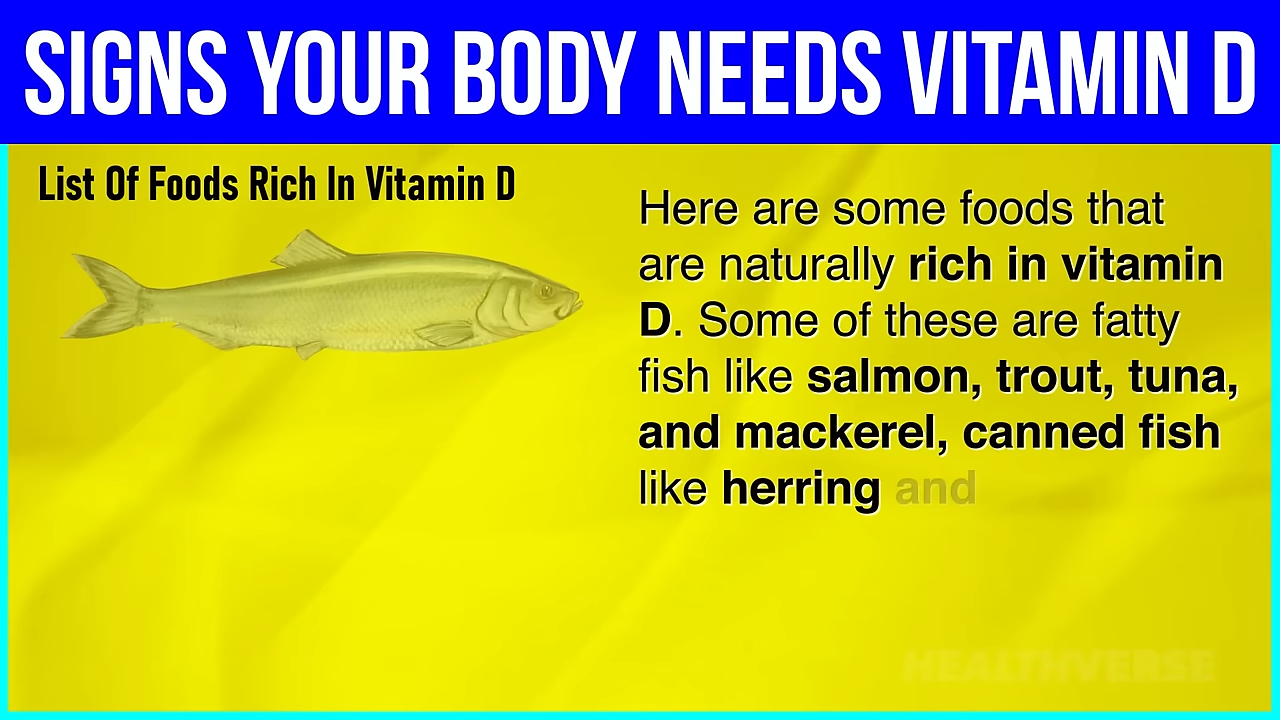 SIGNS YOUR BODY NEEDS VITAMIN D
List Of Foods Rich In Vitamin D
Here are some foods that
are naturally rich in vitamin
D. Some of these are fatty
fish like salmon, trout, tuna,
and mackerel, canned fish
like herring and
HEALTHVERSE